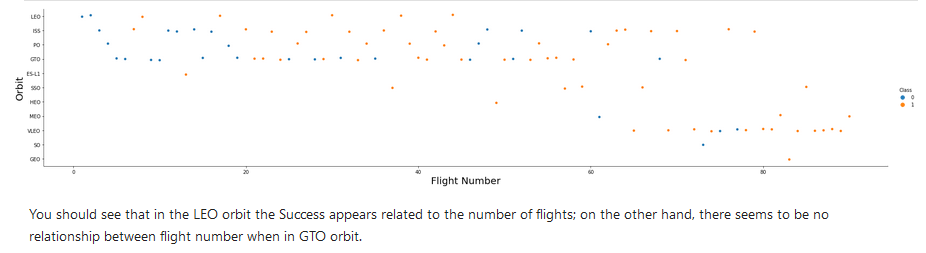 LEO
ISS
PO
GTO
ES-L1
SSO
HEO
MEO
VLEO
SO
GEO
Orbit
0 20 40 60 80
Flight Number
Class
0
1
You should see that in the LEO orbit the Success appears related to the number of flights; on the other hand, there seems to be no
relationship between flight number when in GTO orbit.